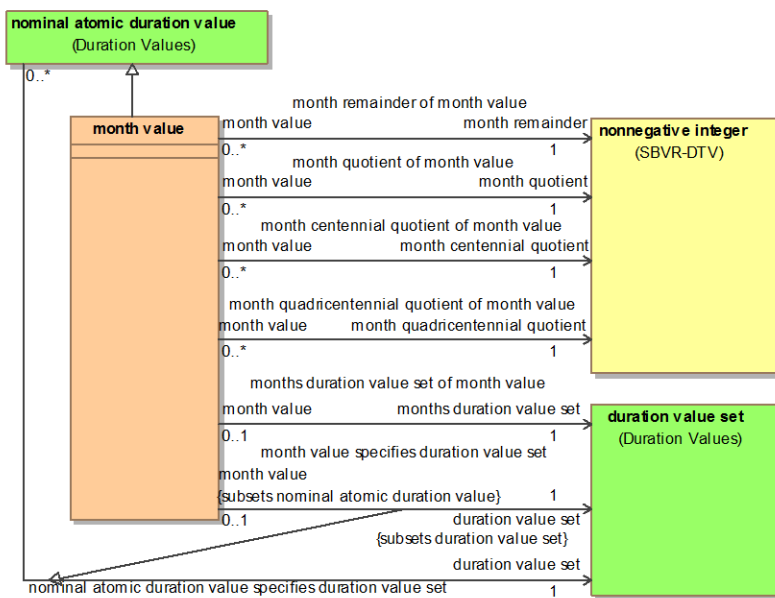 nominal atomic duration value
(Duration Values)
0..*
month remainder of month value
month value
month value month remainder
nonnegative integer
0..* 1
(SBVR-DTV)
month quotient of month value
month value month quotient
0..* 1
month centennial quotient of month value
month value month centennial quotient
0..* 1
month quadricentennial quotient of month value
month value month quadricentennial quotient
0..* 1
months duration value set of month value
month value months duration value set
duration value set
0..1 1
(Duration Values)
month value specifies duration value set
month value
{subsets nominal atomic duration value} 1
0..1 duration value set
{subsets duration value set}
duration value set
nominal atomic duration value specifies duration value set 1